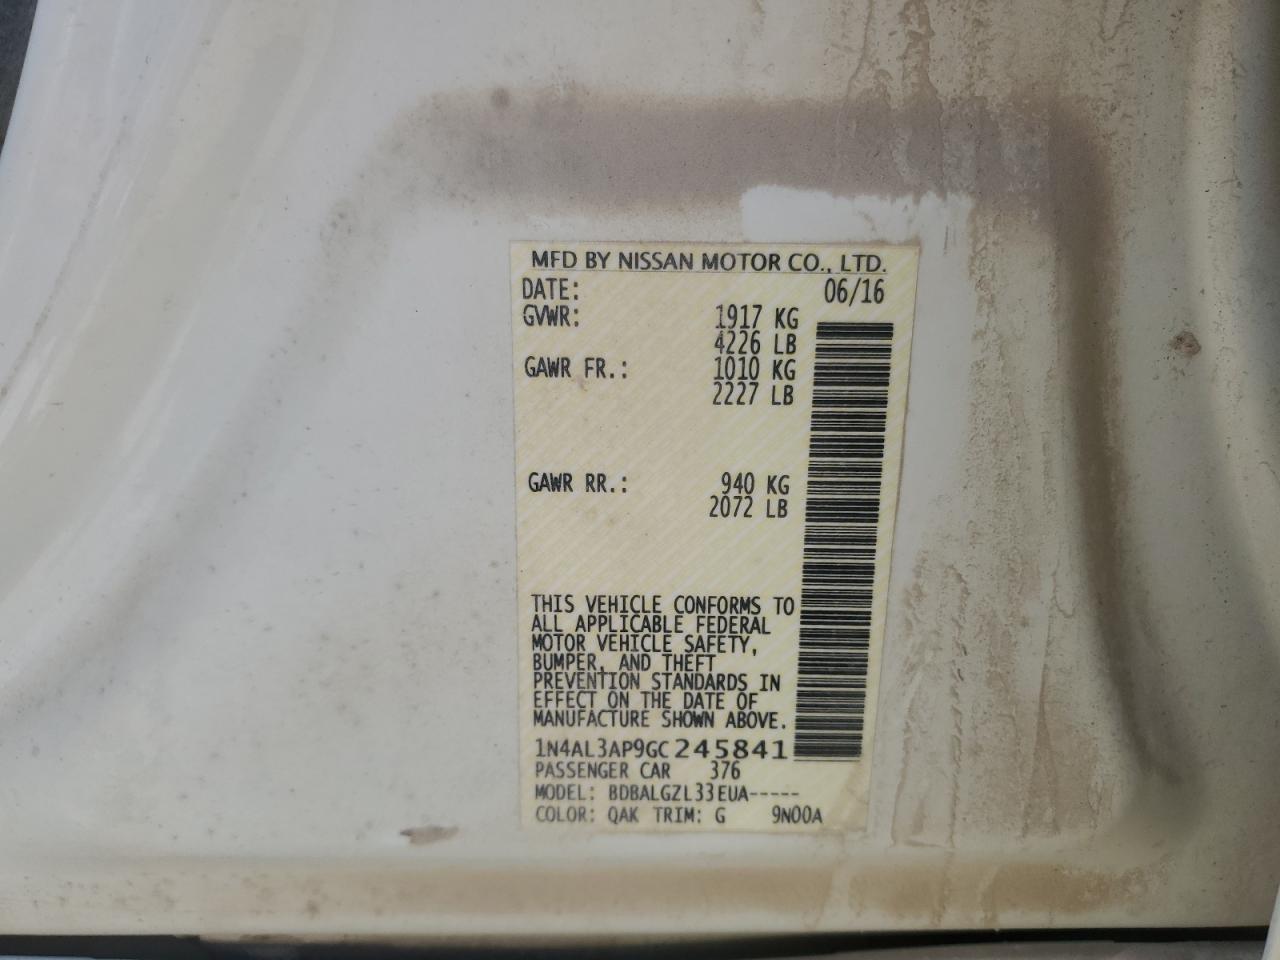 MFD BY NISSAN MOTOR CO., LTD.
DATE: 06/16
GVWR: 1917 KG
4226 LB
GAWR FR.: 1010 KG
2227 LB
GAWR RR.: 940 KG
2072 LB
THIS VEHICLE CONFORMS TO
ALL APPLICABLE FEDERAL
MOTOR VEHICLE SAFETY,
BUMPER, AND THEFT
PREVENTION STANDARDS IN
EFFECT ON THE DATE OF
MANUFACTURE SHOWN ABOVE.
1N4AL3AP9GC245841
PASSENGER CAR 376
MODEL: BDBALGZL33EUA-----
COLOR: QAK TRIM: G 9N00A